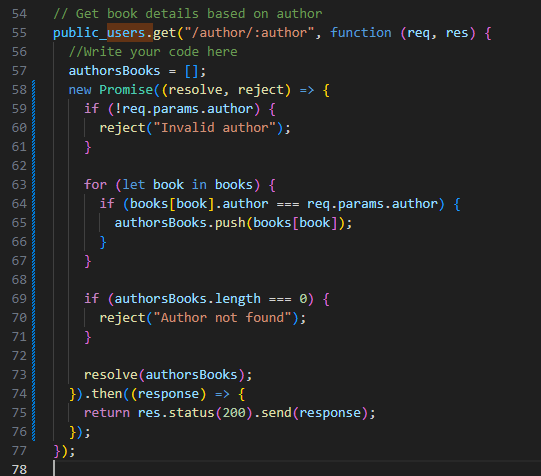 54 // Get book details based on author
55 public_users.get("/author/:author", function (req, res) {
56   //Write your code here
57   authorsBooks = [];
58   new Promise((resolve, reject) => {
59     if (!req.params.author) {
60       reject("Invalid author");
61     }
62
63     for (let book in books) {
64       if (books[book].author === req.params.author) {
65         authorsBooks.push(books[book]);
66       }
67     }
68
69     if (authorsBooks.length === 0) {
70       reject("Author not found");
71     }
72
73     resolve(authorsBooks);
74   }).then((response) => {
75     return res.status(200).send(response);
76   });
77 });
78